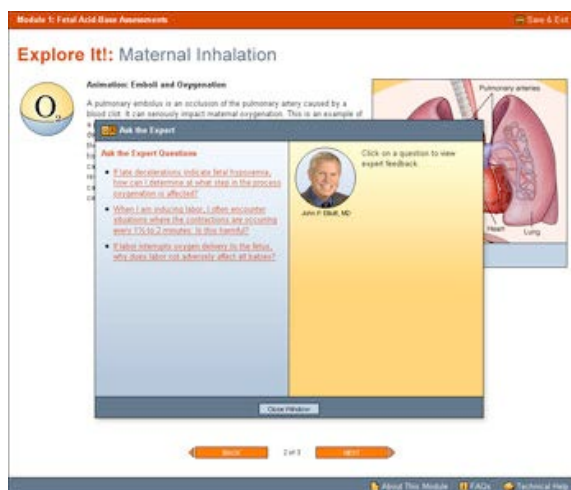 Module 1: Fetal Acid-Base Assessments
Save & Exit
Explore It!: Maternal Inhalation
O2
Animation: Emboli and Oxygenation
A pulmonary embolus is an occlusion of the pulmonary artery caused by a
blood clot. It can seriously impact maternal oxygenation. This is an example of
Pulmonary arteries
Heart
Lung
Ask the Expert
Ask the Expert Questions
If late decelerations indicate fetal hypoxemia,
how can I determine at what step in the process
oxygenation is affected?
When I am inducing labor, I often encounter
situations where the contractions are occurring
every 1½ to 2 minutes. Is this harmful?
If labor interrupts oxygen delivery to the fetus,
why does labor not adversely affect all babies?
Click on a question to view
expert feedback.
John P. Elliott, MD
Close Window
BACK
2 of 3
NEXT
About This Module
FAQs
Technical Help